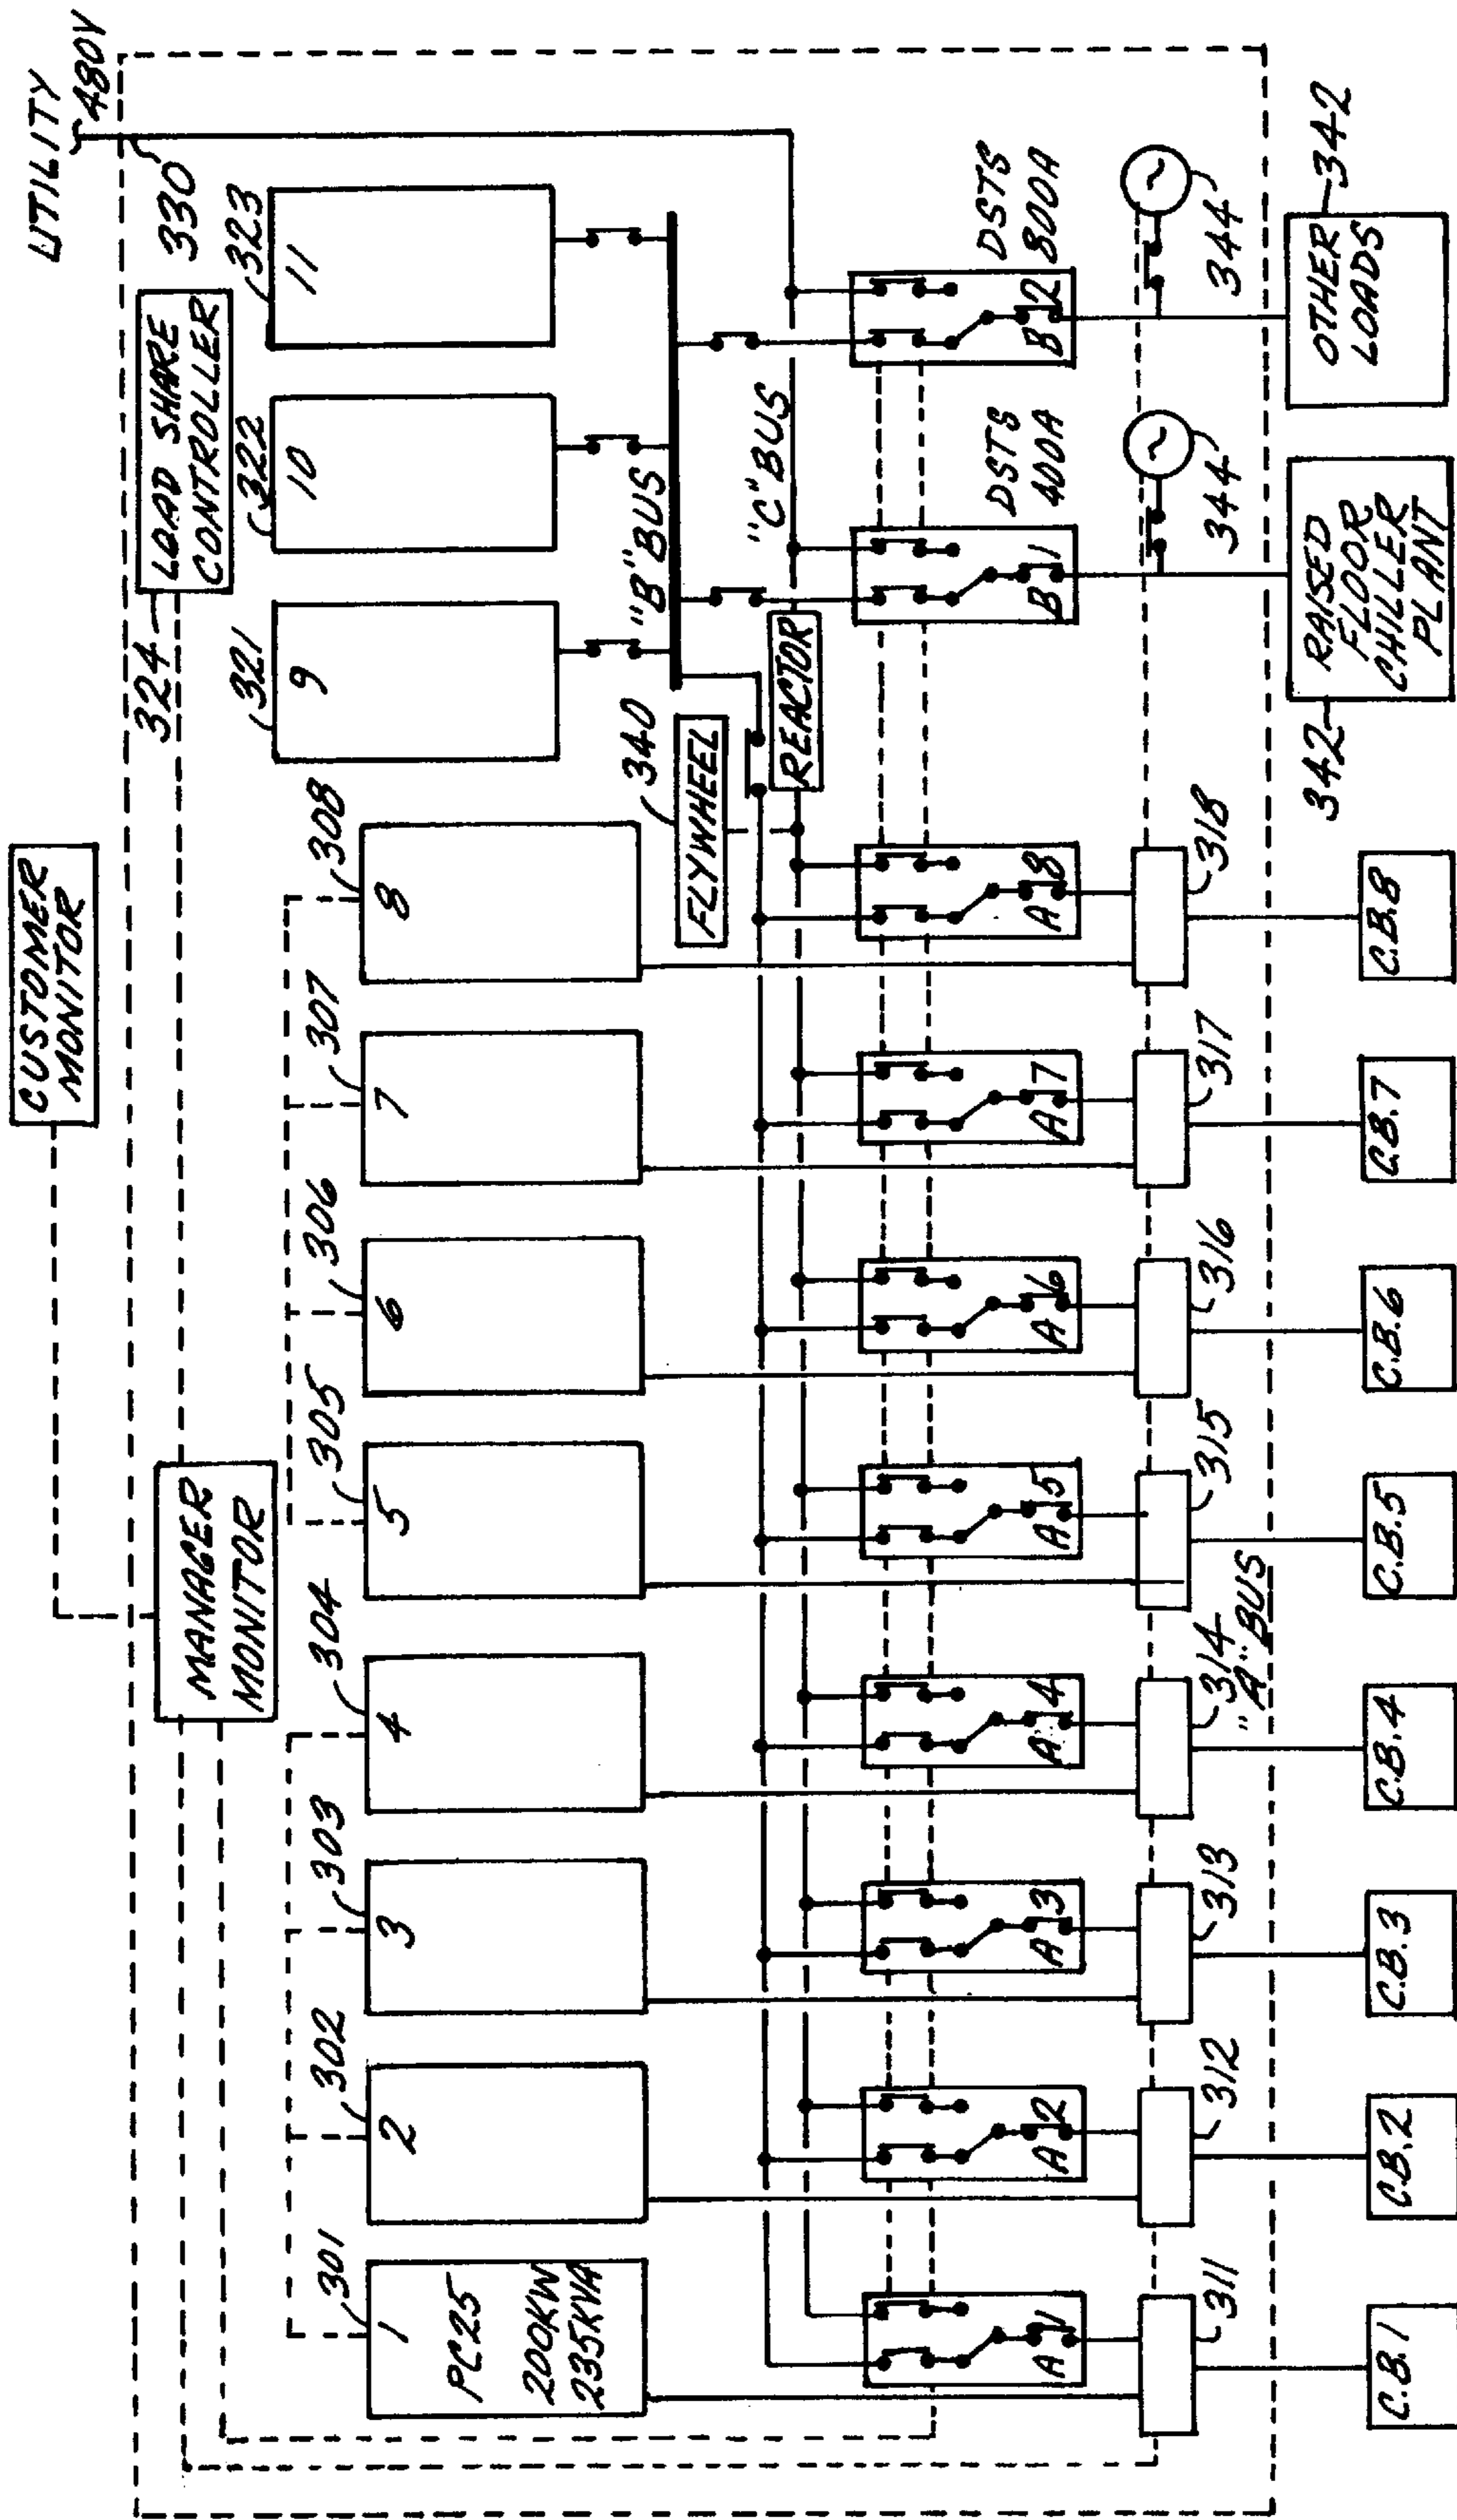 CUSTOMER
MONITOR
UTILITY
480V
MANAGER
MONITOR
324
LOAD SHARE
CONTROLLER
330
301
302
303
304
305
306
307
308
321
322
323
1
PC25
200KW
235KVA
2
3
4
5
6
7
8
9
10
11
340
FLYWHEEL
REACTOR
"B" BUS
"C" BUS
A1
A2
A3
A4
A5
A6
A7
A8
B1
B2
DSTS
400A
DSTS
800A
311
312
313
314
"A" BUS
315
316
317
318
344
344
C.B.1
C.B.2
C.B.3
C.B.4
C.B.5
C.B.6
C.B.7
C.B.8
342
RAISED
FLOOR
CHILLER
PLANT
OTHER
LOADS
342